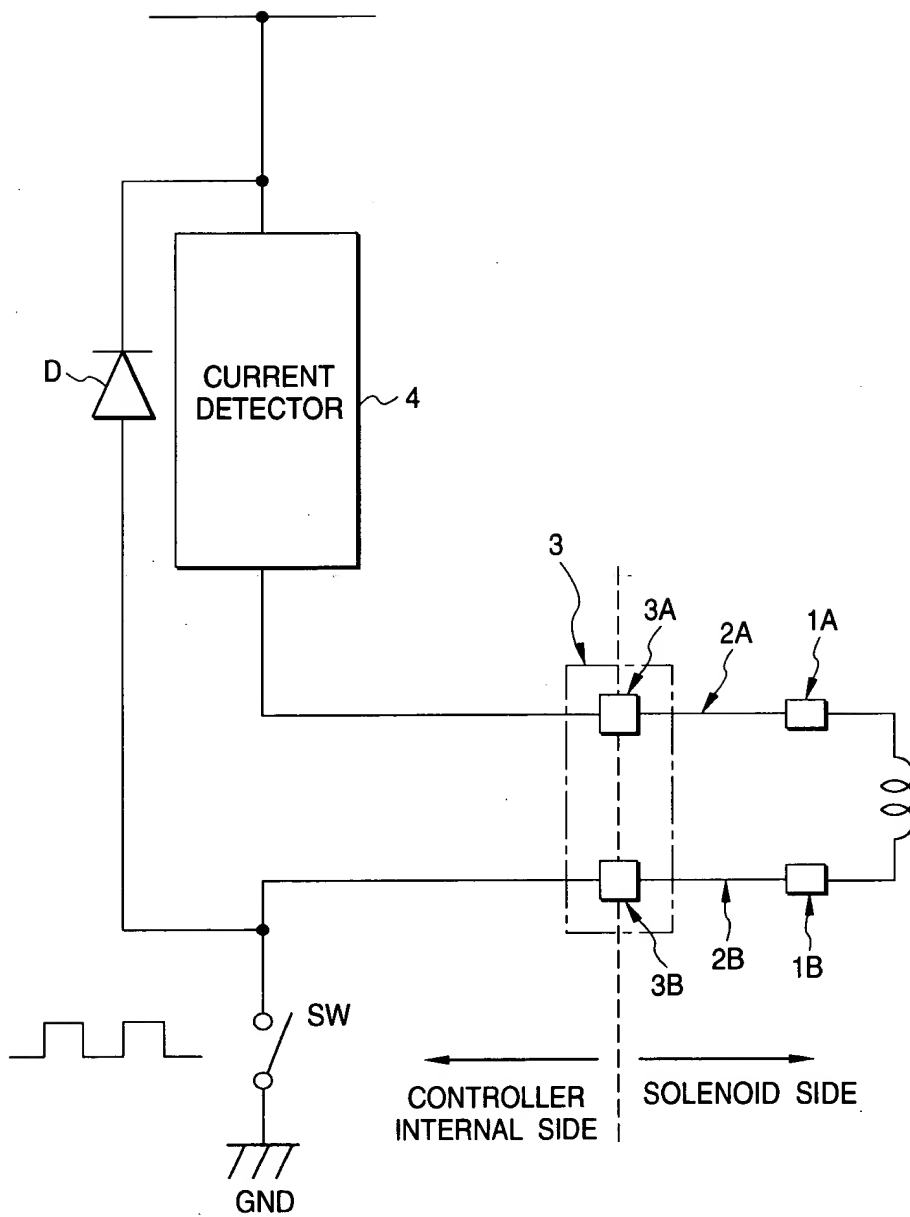 D
CURRENT
DETECTOR
4
3
3A
2A
1A
3B
2B
1B
SW
CONTROLLER
INTERNAL SIDE
SOLENOID SIDE
GND